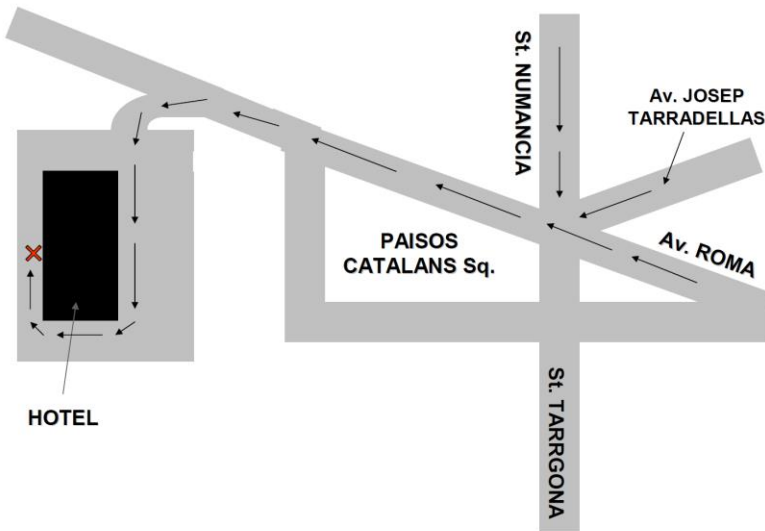 St. NUMANCIA
Av. JOSEP
TARRADELLAS
Av. ROMA
PAISOS
CATALANS Sq.
St. TARRGONA
HOTEL